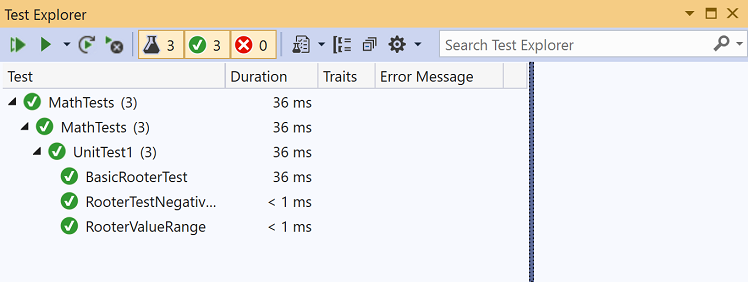 Test Explorer
3 3 0 Search Test Explorer
Test Duration Traits Error Message
MathTests (3) 36 ms
MathTests (3) 36 ms
UnitTest1 (3) 36 ms
BasicRooterTest 36 ms
RooterTestNegativ... < 1 ms
RooterValueRange < 1 ms